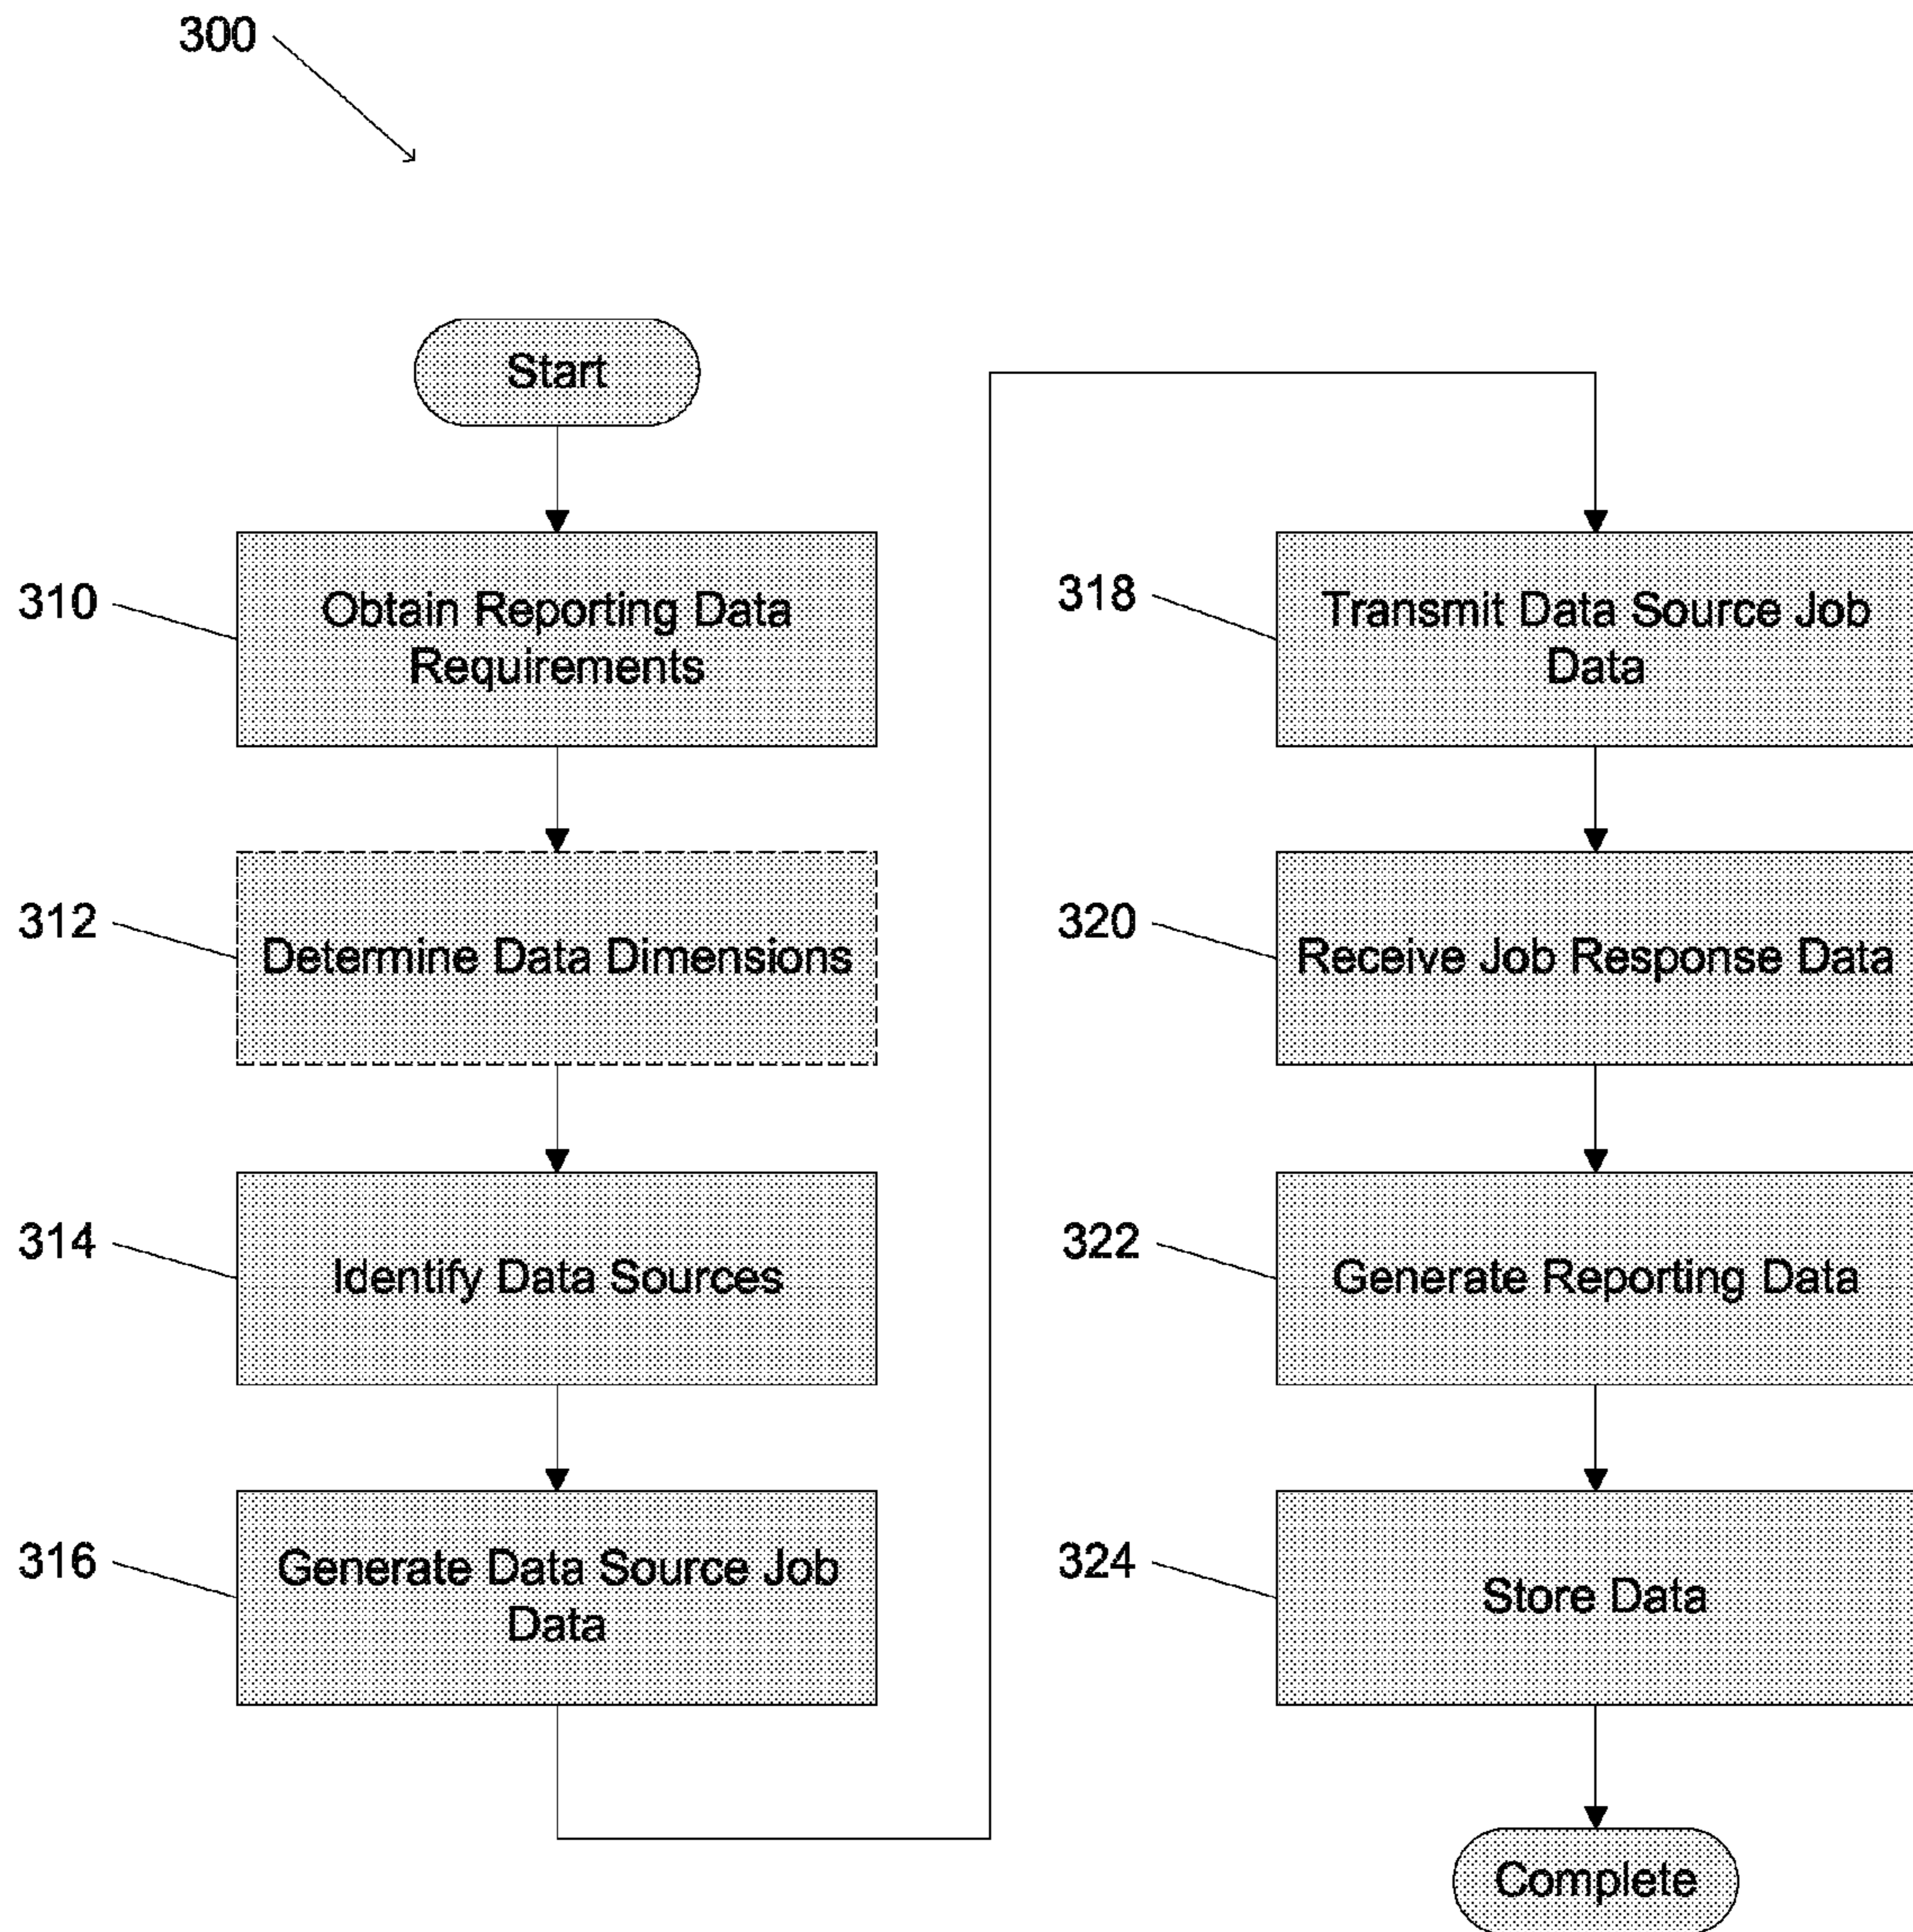 300
Start
310
Obtain Reporting Data
Requirements
312
Determine Data Dimensions
314
Identify Data Sources
316
Generate Data Source Job
Data
318
Transmit Data Source Job
Data
320
Receive Job Response Data
322
Generate Reporting Data
324
Store Data
Complete